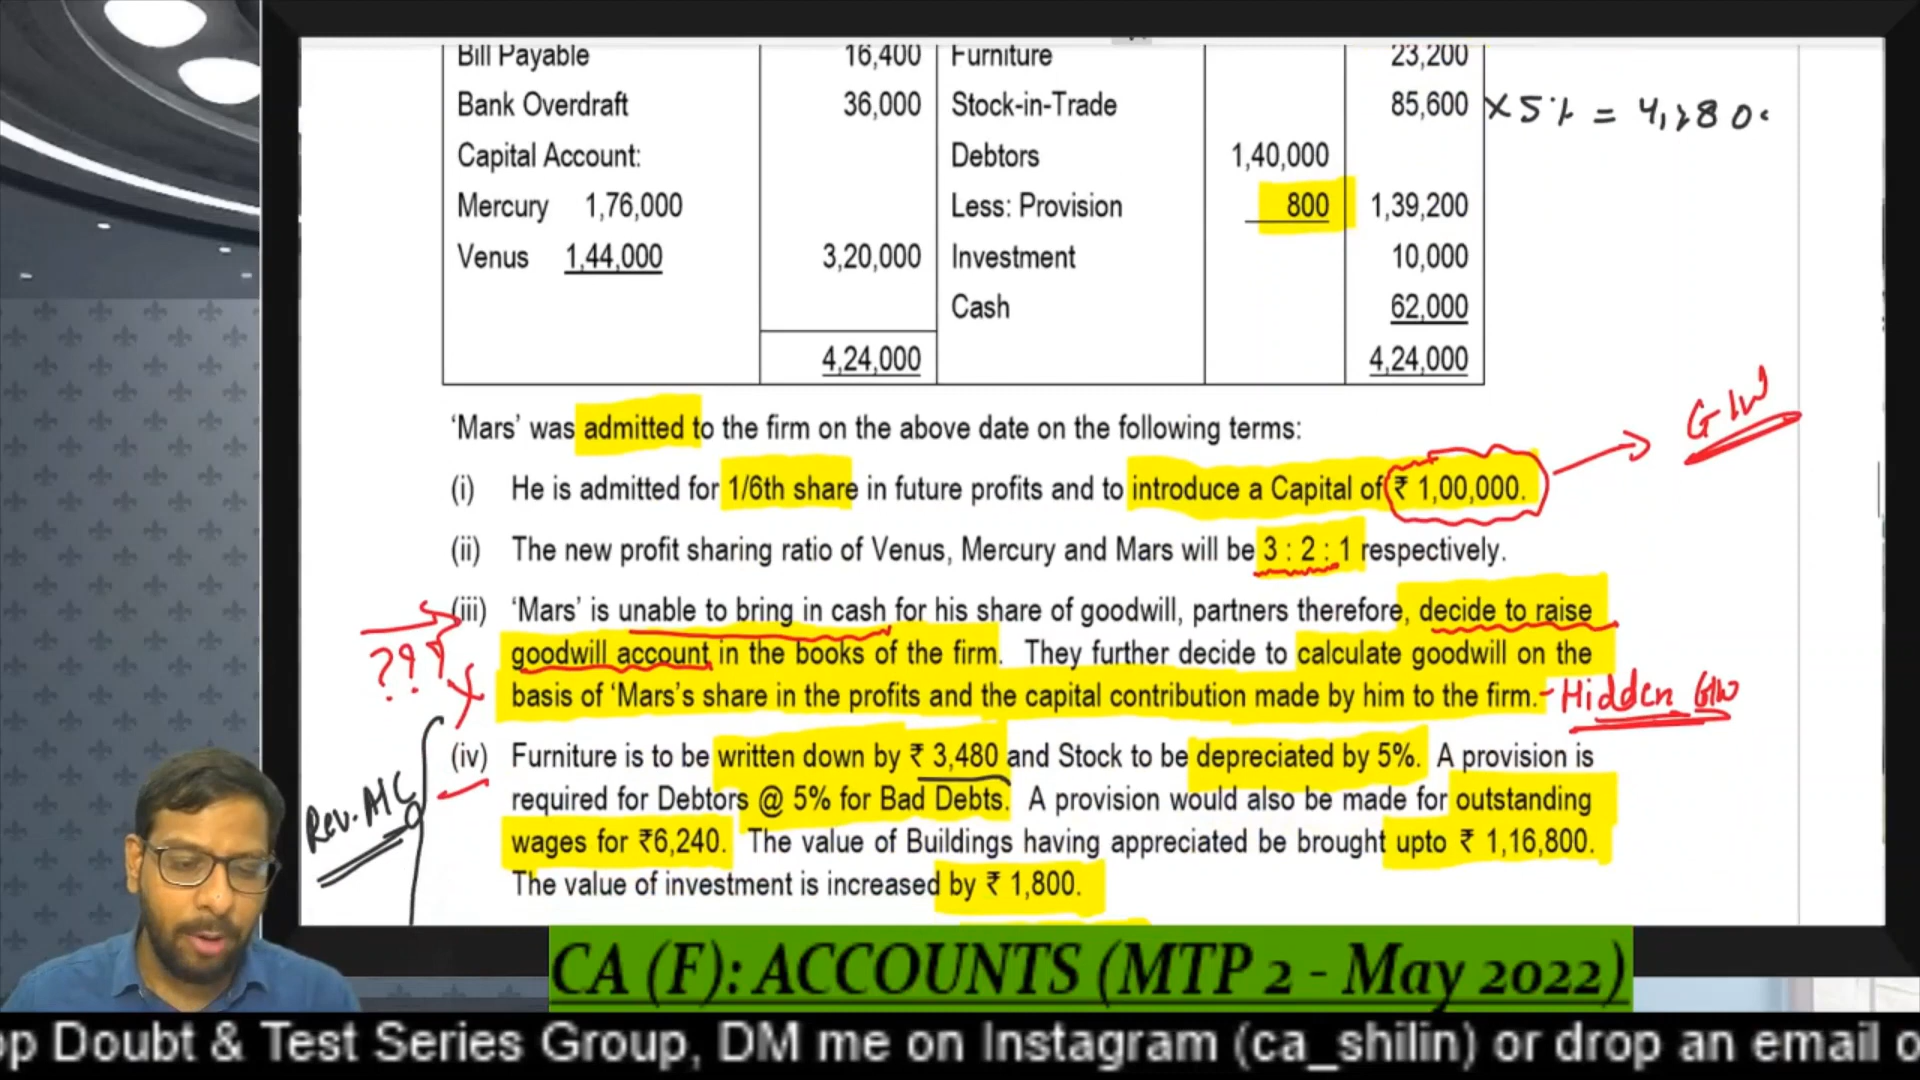 Bill Payable 16,400 Furniture 23,200
Bank Overdraft 36,000 Stock-in-Trade 85,600 ×5% = 4,280.
Capital Account: Debtors 1,40,000
Mercury 1,76,000 Less: Provision 800 1,39,200
Venus 1,44,000 3,20,000 Investment 10,000
Cash 62,000
4,24,000 4,24,000
‘Mars’ was admitted to the firm on the above date on the following terms:
G/W
(i) He is admitted for 1/6th share in future profits and to introduce a Capital of ₹ 1,00,000.
(ii) The new profit sharing ratio of Venus, Mercury and Mars will be 3 : 2 : 1 respectively.
(iii) ‘Mars’ is unable to bring in cash for his share of goodwill, partners therefore, decide to raise
???
goodwill account in the books of the firm. They further decide to calculate goodwill on the
basis of ‘Mars’s share in the profits and the capital contribution made by him to the firm. - Hidden G/W
(iv) Furniture is to be written down by ₹ 3,480 and Stock to be depreciated by 5%. A provision is
required for Debtors @ 5% for Bad Debts. A provision would also be made for outstanding
Rev. A/C
wages for ₹6,240. The value of Buildings having appreciated be brought upto ₹ 1,16,800.
The value of investment is increased by ₹ 1,800.
CA (F): ACCOUNTS (MTP 2 - May 2022)
op Doubt & Test Series Group, DM me on Instagram (ca_shilin) or drop an email o